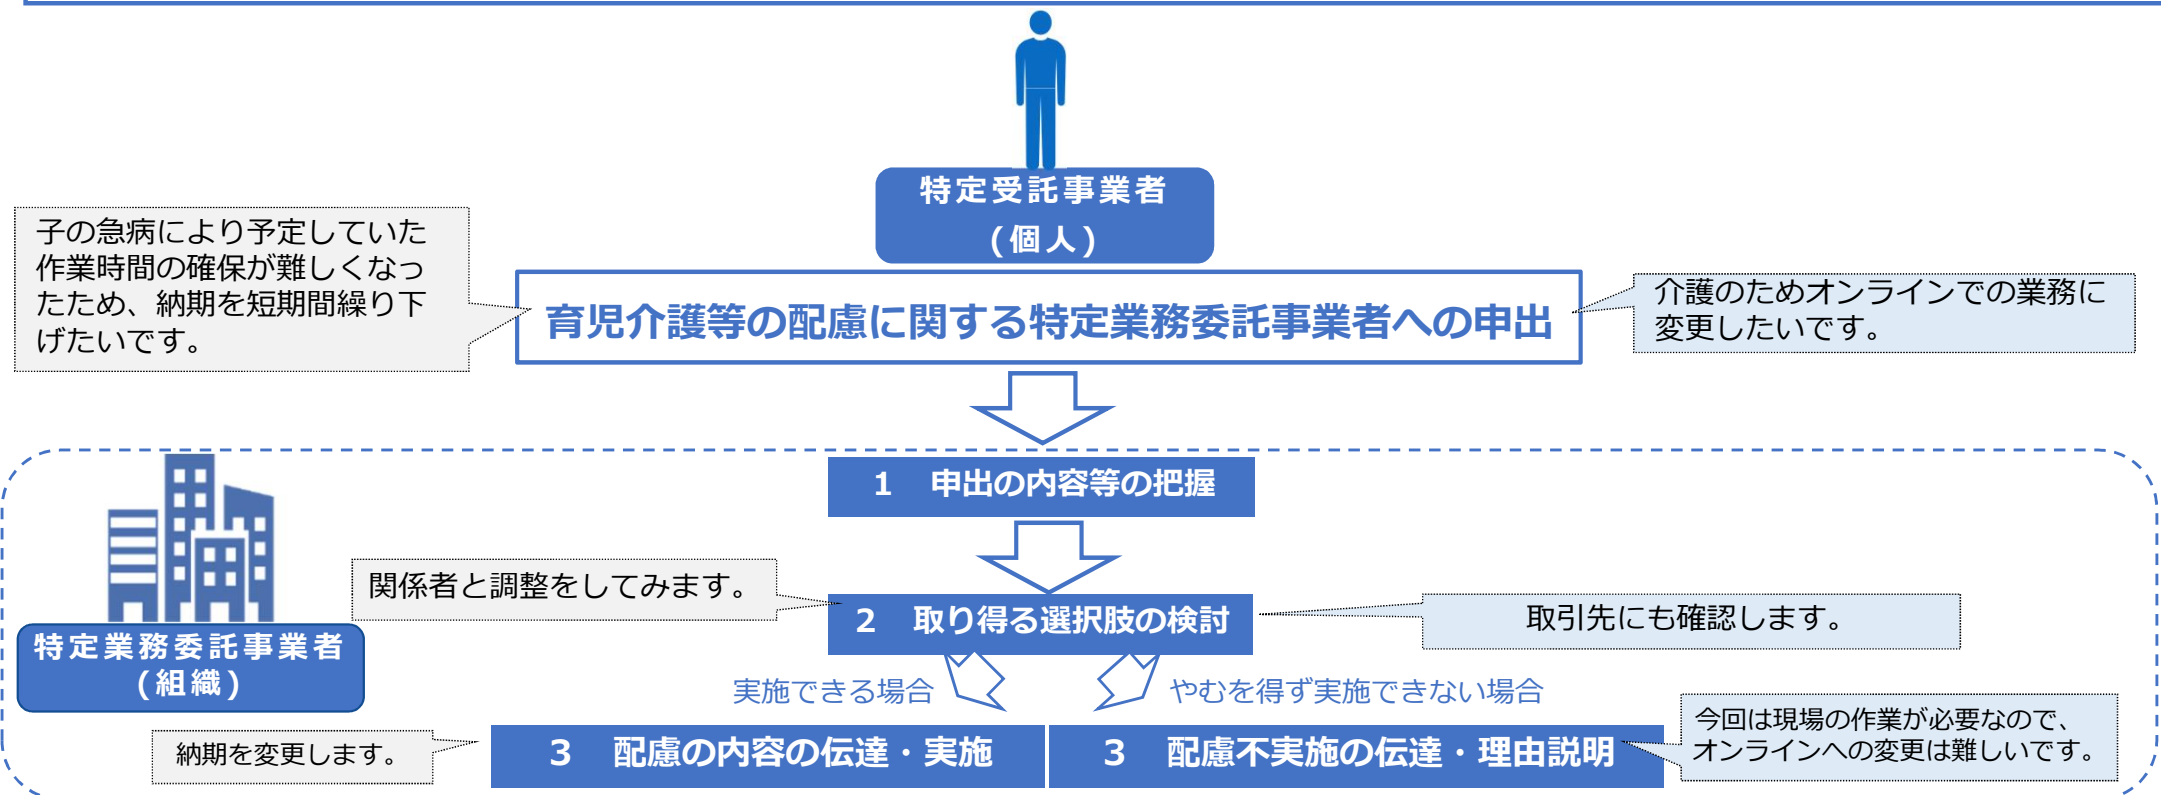 特定受託事業者
(個人)
子の急病により予定していた
作業時間の確保が難しくなっ
たため、納期を短期間繰り下
げたいです。
育児介護等の配慮に関する特定業務委託事業者への申出
介護のためオンラインでの業務に
変更したいです。
1 申出の内容等の把握
関係者と調整をしてみます。
2 取り得る選択肢の検討
取引先にも確認します。
特定業務委託事業者
(組織)
実施できる場合
やむを得ず実施できない場合
納期を変更します。
3 配慮の内容の伝達・実施
3 配慮不実施の伝達・理由説明
今回は現場の作業が必要なので、
オンラインへの変更は難しいです。